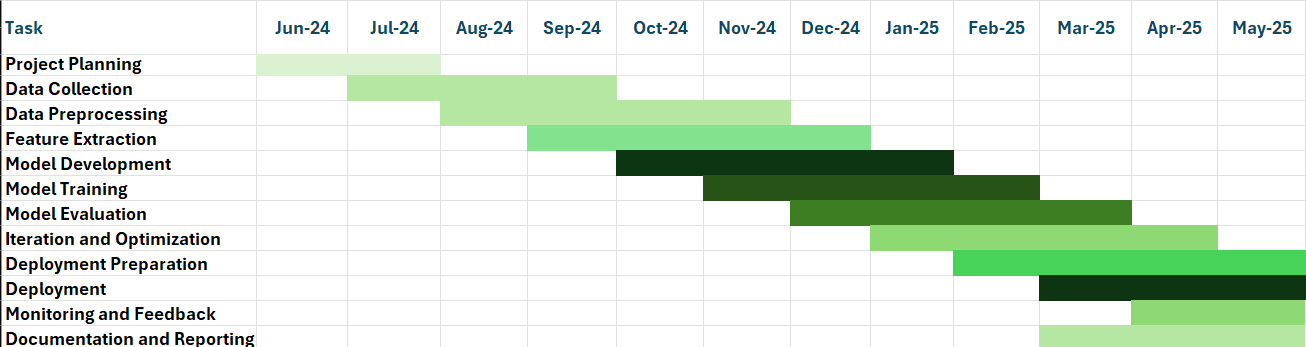 Task Jun-24 Jul-24 Aug-24 Sep-24 Oct-24 Nov-24 Dec-24 Jan-25 Feb-25 Mar-25 Apr-25 May-25
Project Planning
Data Collection
Data Preprocessing
Feature Extraction
Model Development
Model Training
Model Evaluation
Iteration and Optimization
Deployment Preparation
Deployment
Monitoring and Feedback
Documentation and Reporting